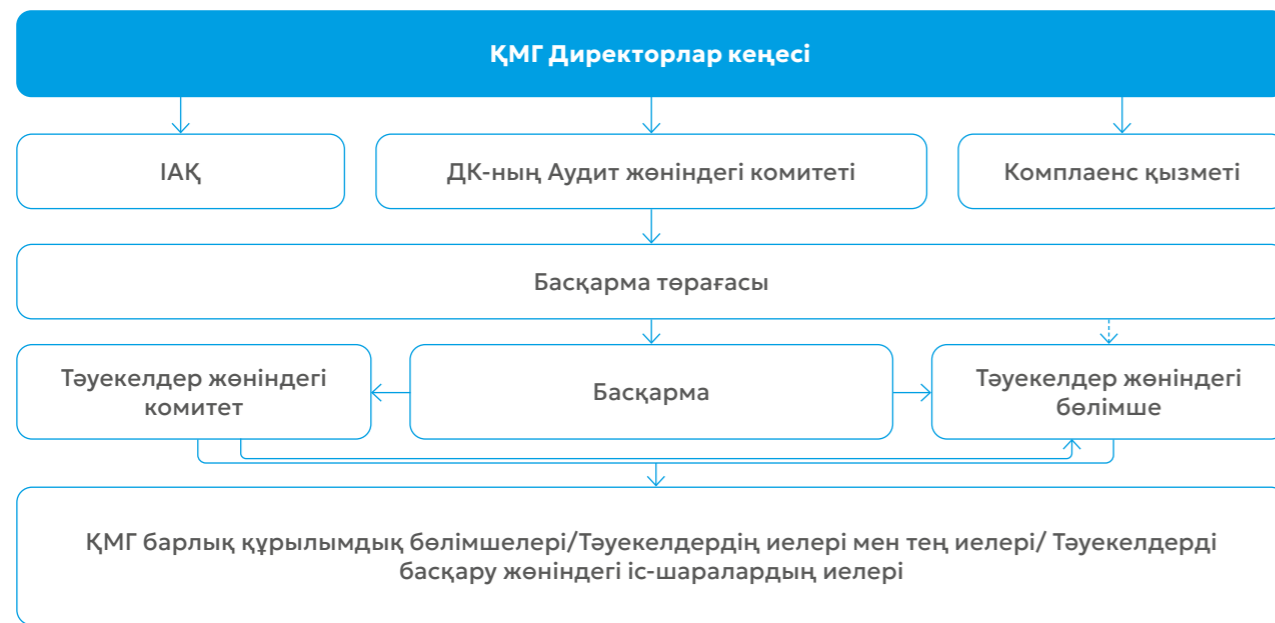 ҚМГ Директорлар кеңесі
ІАҚ
ДК-ның Аудит жөніндегі комитеті
Комплаенс қызметі
Басқарма төрағасы
Тәуекелдер жөніндегі
комитет
Басқарма
Тәуекелдер жөніндегі
бөлімше
ҚМГ барлық құрылымдық бөлімшелері/Тәуекелдердің иелері мен тең иелері/ Тәуекелдерді
басқару жөніндегі іс-шаралардың иелері